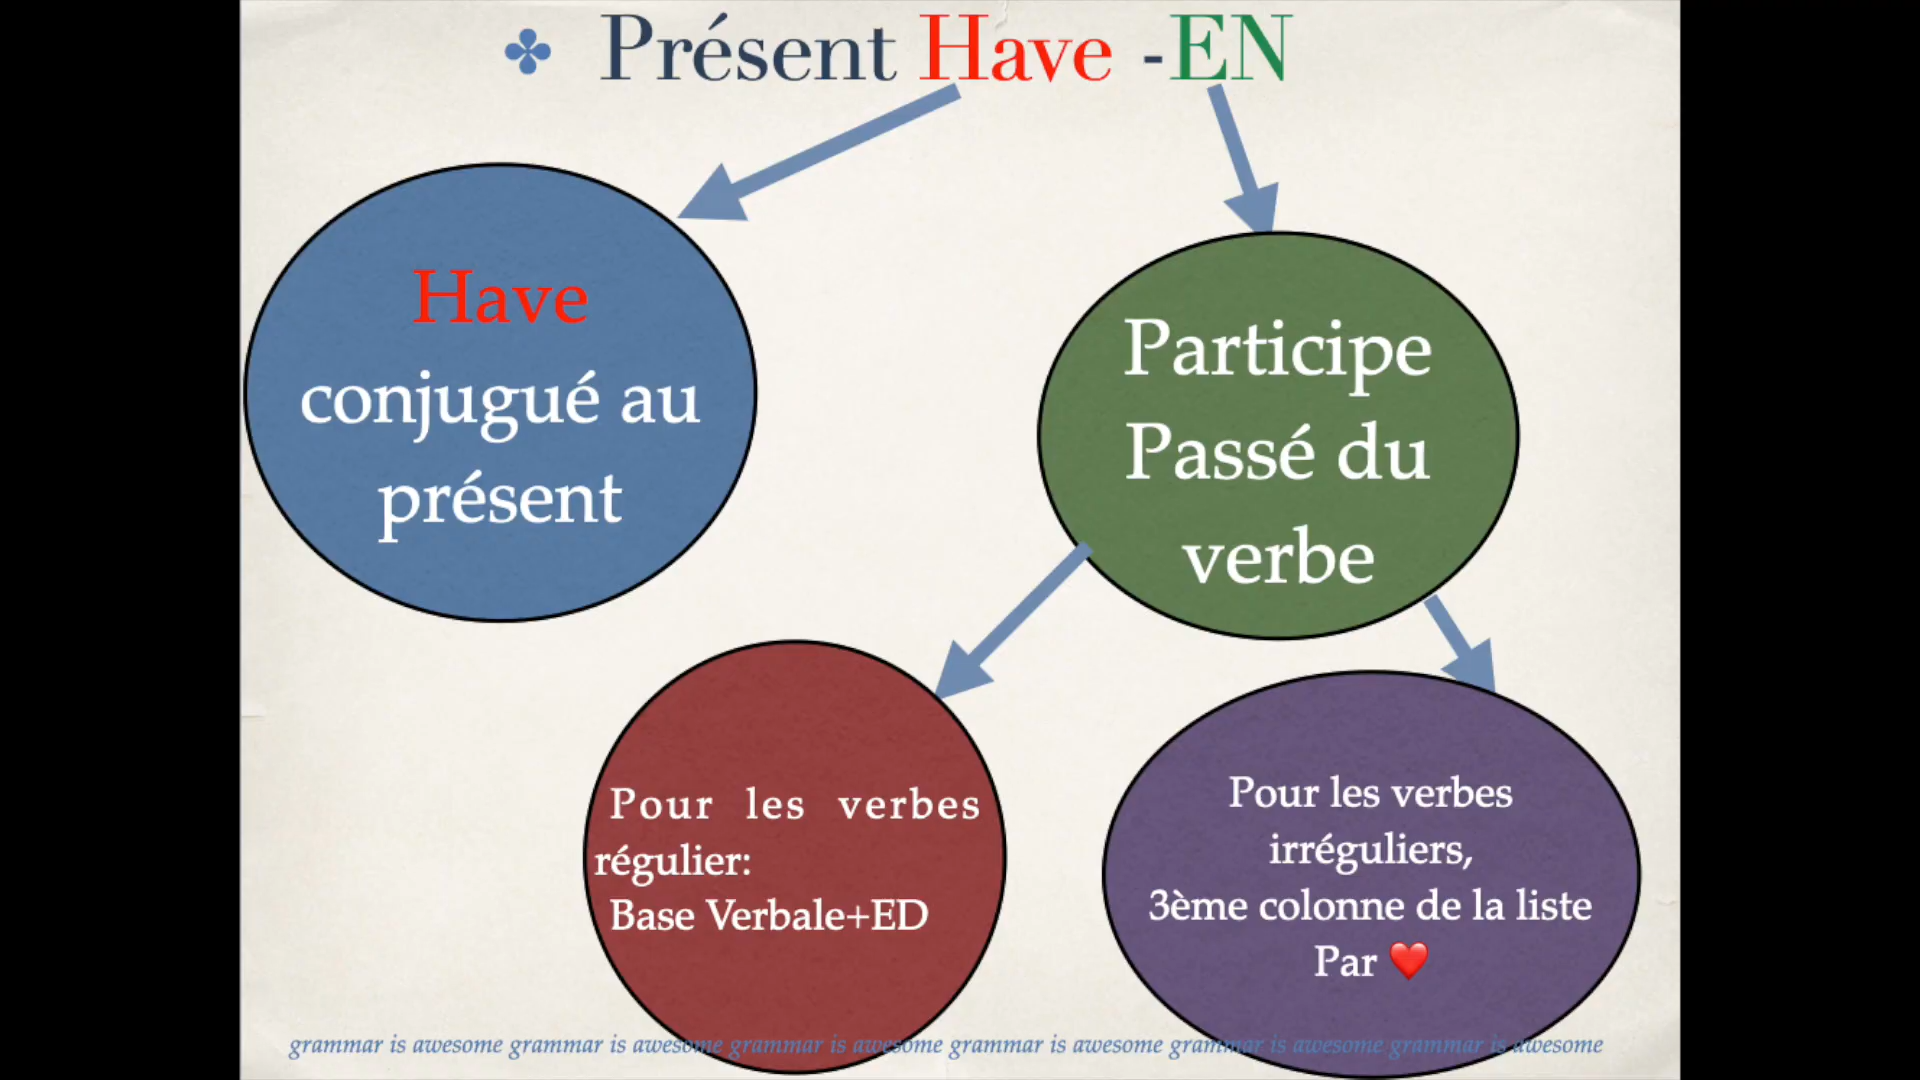 Présent Have -EN
Have
conjugué au
présent
Participe
Passé du
verbe
Pour les verbes
régulier:
Base Verbale+ED
Pour les verbes
irréguliers,
3ème colonne de la liste
Par ❤️
grammar is awesome grammar is awesome grammar is awesome grammar is awesome grammar is awesome grammar is awesome